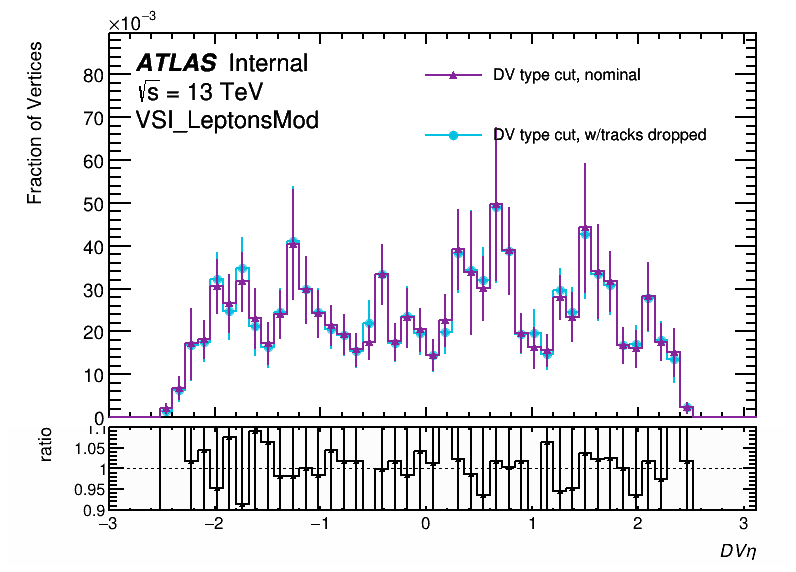 ×10⁻³
Fraction of Vertices
80
70
60
50
40
30
20
10
0
ATLAS Internal
√s = 13 TeV
VSI_LeptonsMod
DV type cut, nominal
DV type cut, w/tracks dropped
ratio
1.1
1.05
1
0.95
0.9
−3 −2 −1 0 1 2 3
DVη